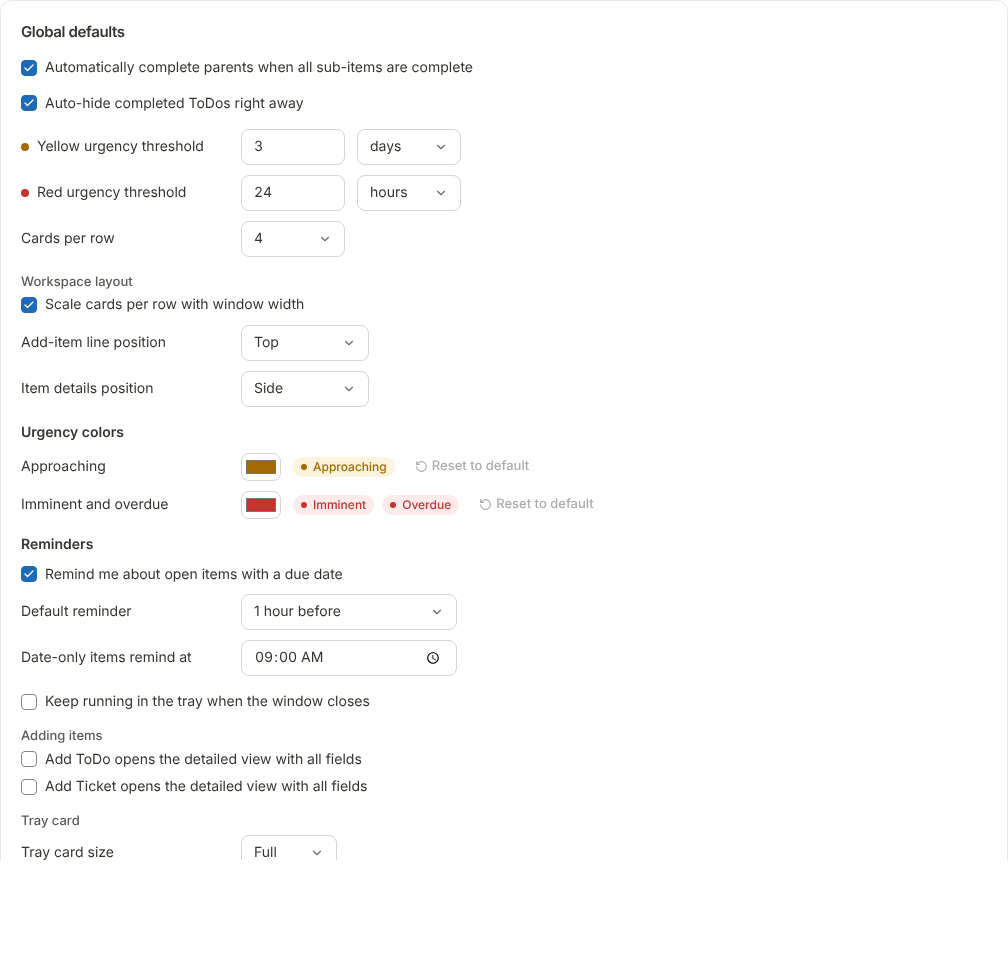 Global defaults
Automatically complete parents when all sub-items are complete
Auto-hide completed ToDos right away
Yellow urgency threshold 3 days
Red urgency threshold 24 hours
Cards per row 4
Workspace layout
Scale cards per row with window width
Add-item line position Top
Item details position Side
Urgency colors
Approaching Approaching Reset to default
Imminent and overdue Imminent Overdue Reset to default
Reminders
Remind me about open items with a due date
Default reminder 1 hour before
Date-only items remind at 09:00 AM
Keep running in the tray when the window closes
Adding items
Add ToDo opens the detailed view with all fields
Add Ticket opens the detailed view with all fields
Tray card
Tray card size Full